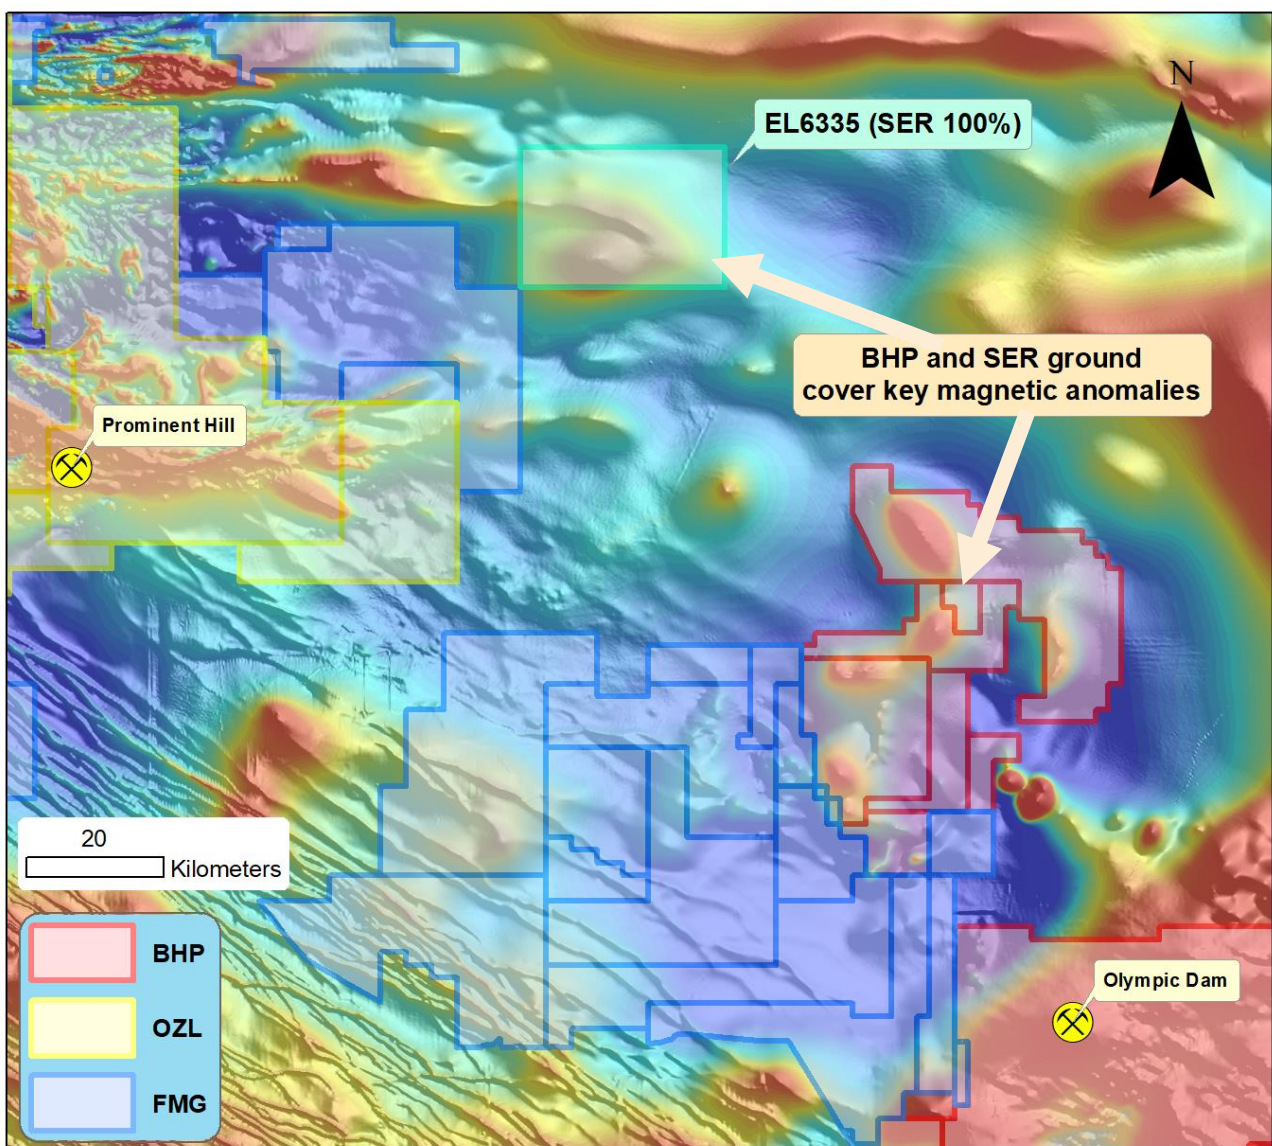 N
EL6335 (SER 100%)
BHP and SER ground
cover key magnetic anomalies
Prominent Hill
20
Kilometers
BHP
OZL
FMG
Olympic Dam